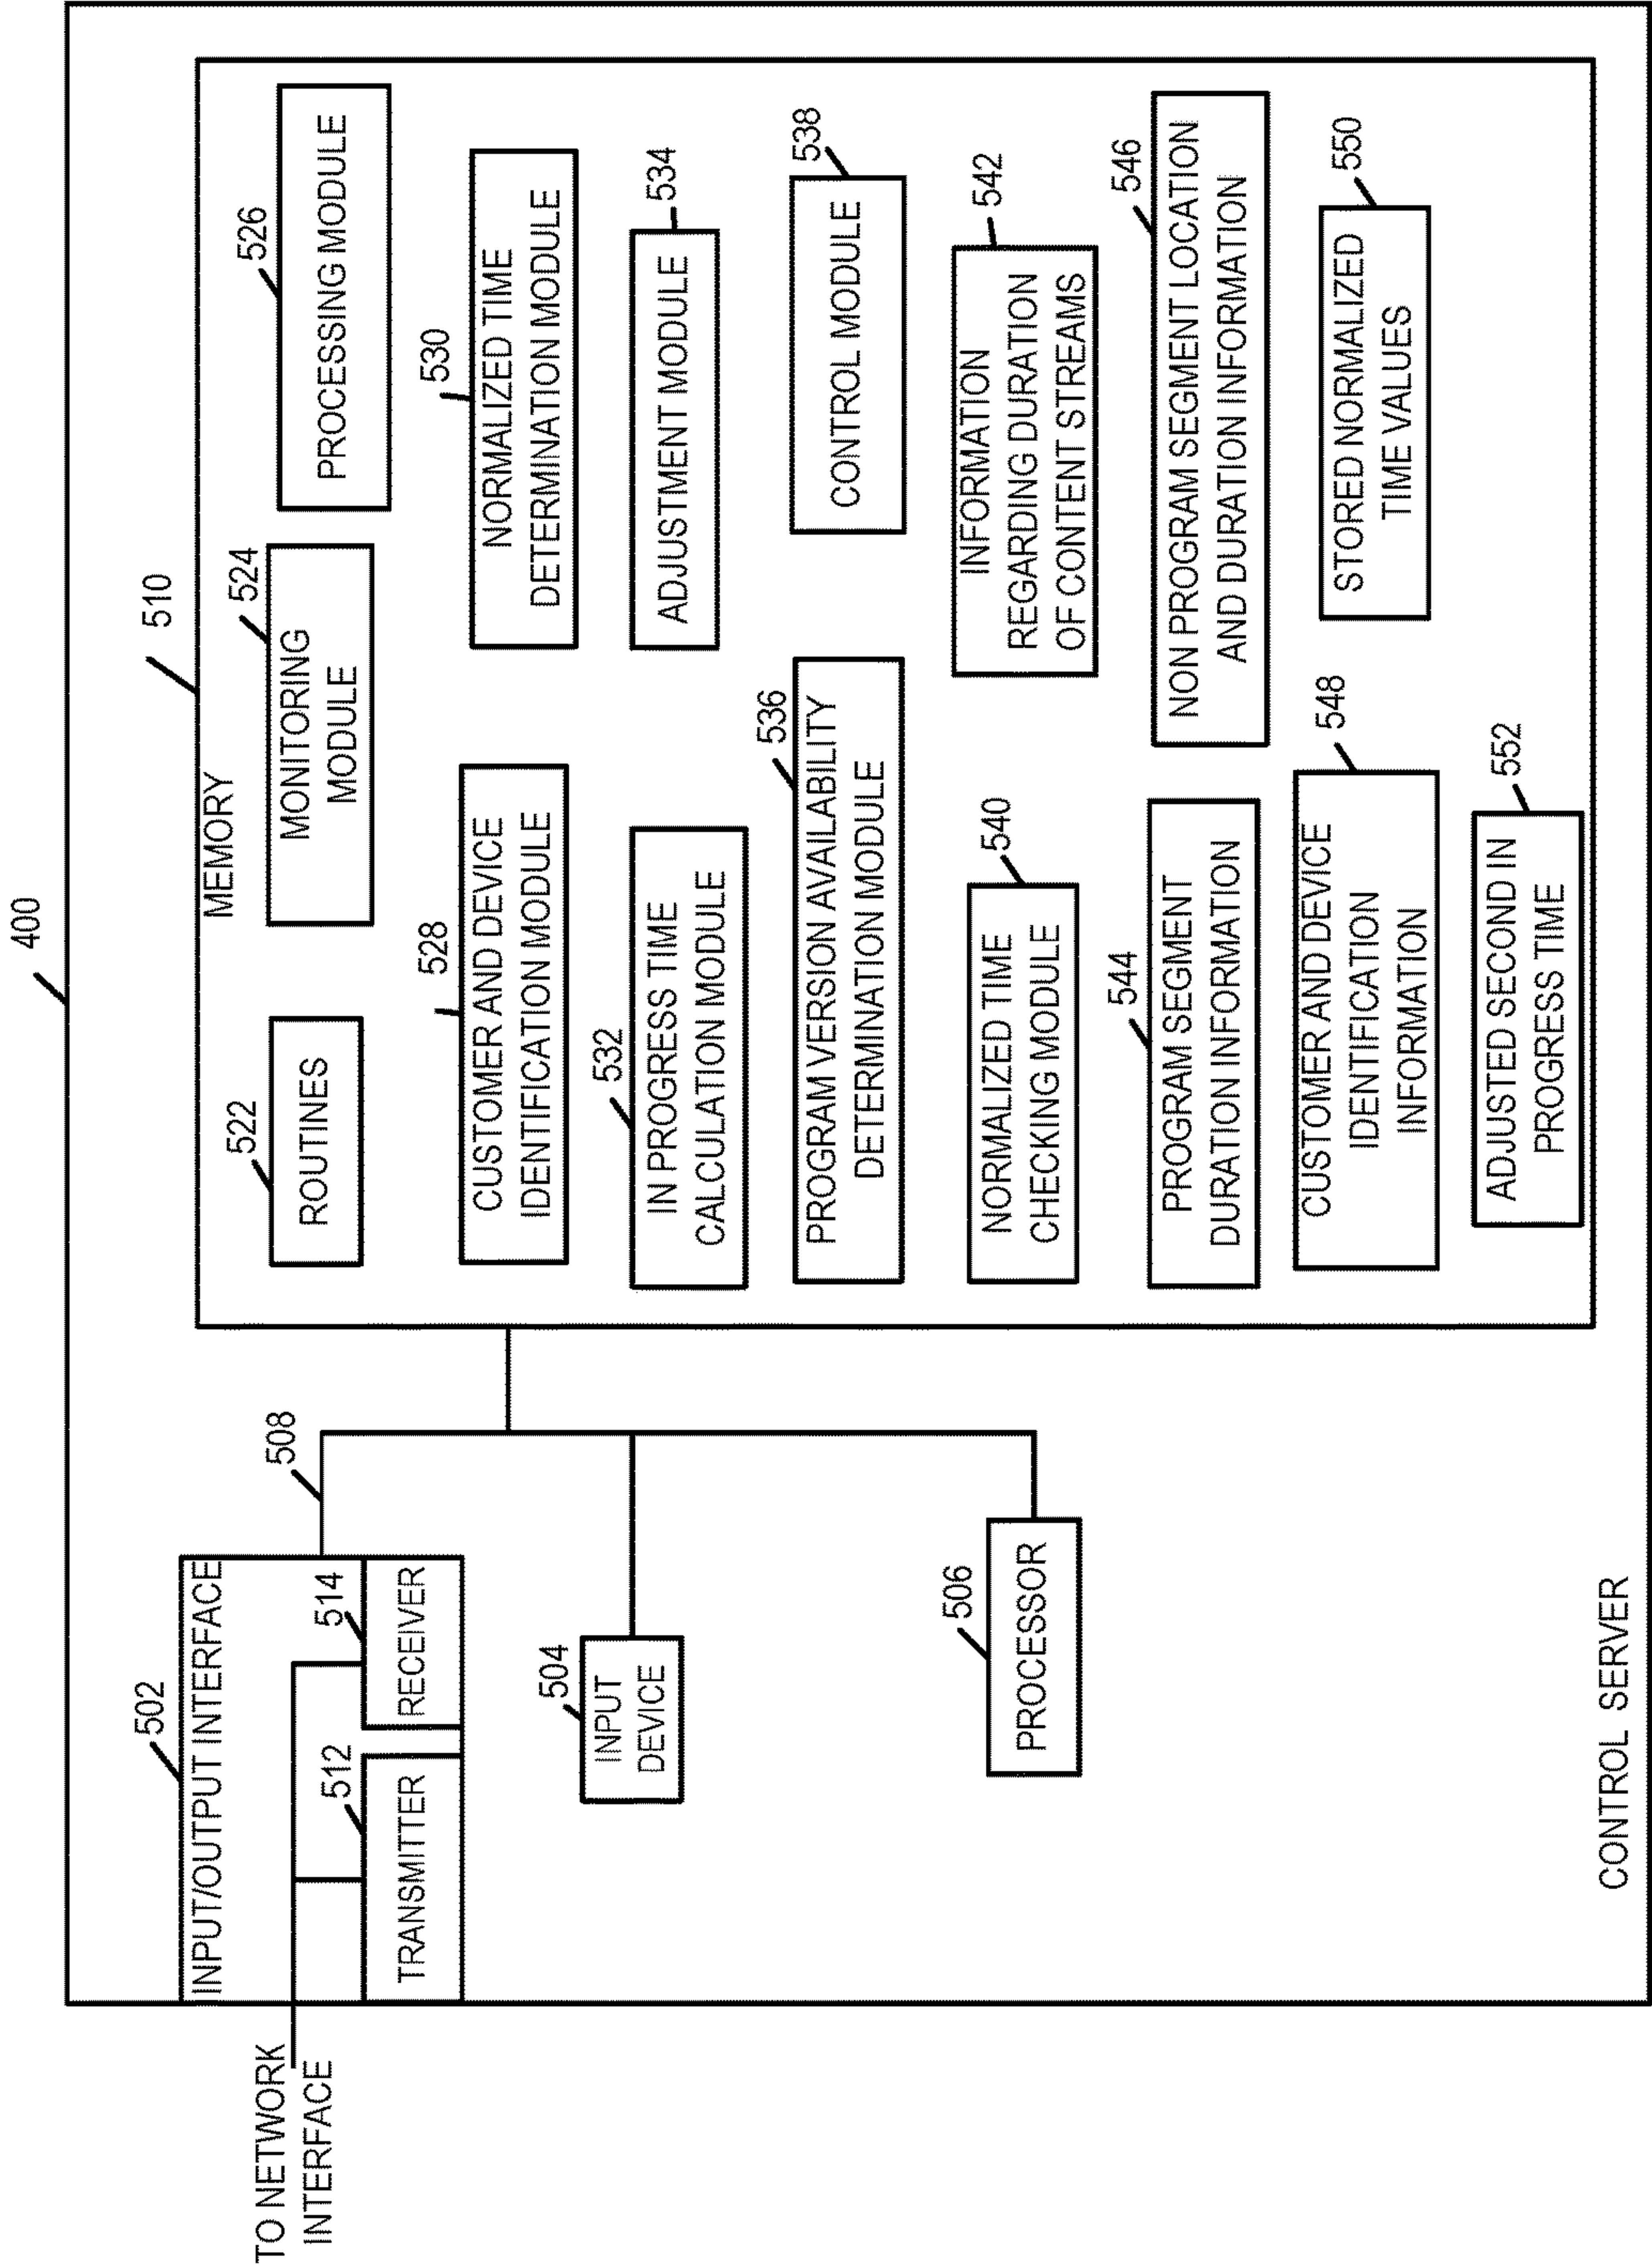 400
510
MEMORY
522
ROUTINES
524
MONITORING
MODULE
526
PROCESSING MODULE
528
CUSTOMER AND DEVICE
IDENTIFICATION MODULE
530
NORMALIZED TIME
DETERMINATION MODULE
532
IN PROGRESS TIME
CALCULATION MODULE
534
ADJUSTMENT MODULE
536
PROGRAM VERSION AVAILABILITY
DETERMINATION MODULE
538
CONTROL MODULE
540
NORMALIZED TIME
CHECKING MODULE
542
INFORMATION
REGARDING DURATION
OF CONTENT STREAMS
544
PROGRAM SEGMENT
DURATION INFORMATION
546
NON PROGRAM SEGMENT LOCATION
AND DURATION INFORMATION
548
CUSTOMER AND DEVICE
IDENTIFICATION
INFORMATION
550
STORED NORMALIZED
TIME VALUES
552
ADJUSTED SECOND IN
PROGRESS TIME
502
INPUT/OUTPUT INTERFACE
508
512
514
TRANSMITTER
RECEIVER
TO NETWORK
INTERFACE
504
INPUT
DEVICE
506
PROCESSOR
CONTROL SERVER